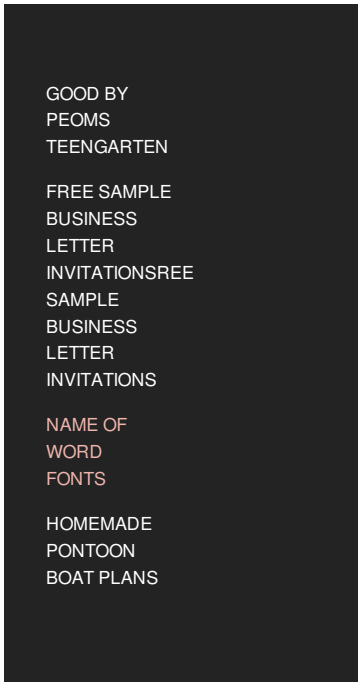 GOOD BY
PEOMS
TEENGARTEN
FREE SAMPLE
BUSINESS
LETTER
INVITATIONSREE
SAMPLE
BUSINESS
LETTER
INVITATIONS
NAME OF
WORD
FONTS
HOMEMADE
PONTOON
BOAT PLANS